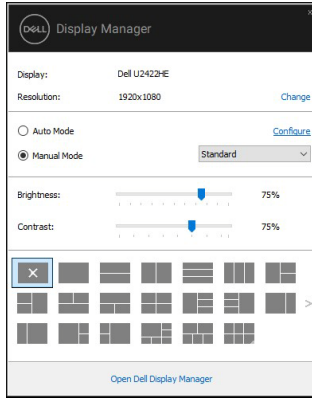 DELL Display Manager
Display: Dell U2422HE
Resolution: 1920x1080 Change
Auto Mode Configure
Manual Mode Standard
Brightness: 75%
Contrast: 75%
Open Dell Display Manager